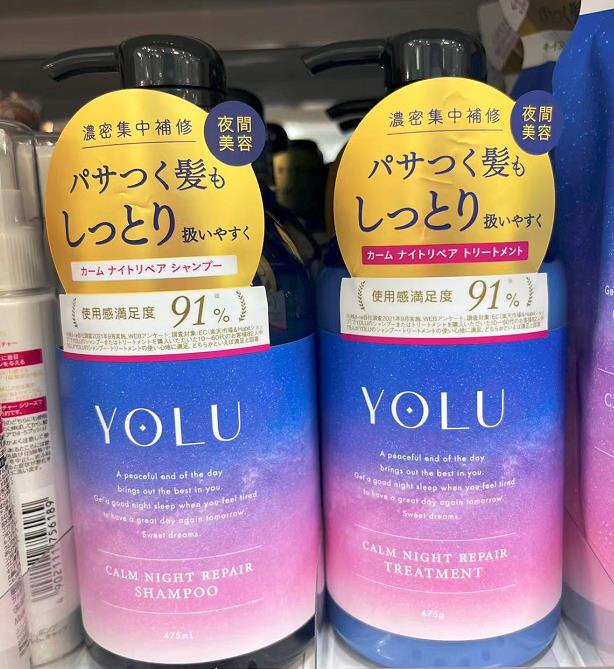 濃密集中補修
夜間
美容
パサつく髪も
しっとり 扱いやすく
カーム ナイトリペア シャンプー
使用感満足度 91%
YOLU
A peaceful end of the day
brings out the best in you.
Get a good night sleep when you feel tired
to have a great day again tomorrow.
Sweet dreams.
CALM NIGHT REPAIR
SHAMPOO
475mL
濃密集中補修
夜間
美容
パサつく髪も
しっとり 扱いやすく
カーム ナイトリペア トリートメント
使用感満足度 91%
YOLU
A peaceful end of the day
brings out the best in you.
Get a good night sleep when you feel tired
to have a great day again tomorrow.
Sweet dreams.
CALM NIGHT REPAIR
TREATMENT
475g
4902111756189